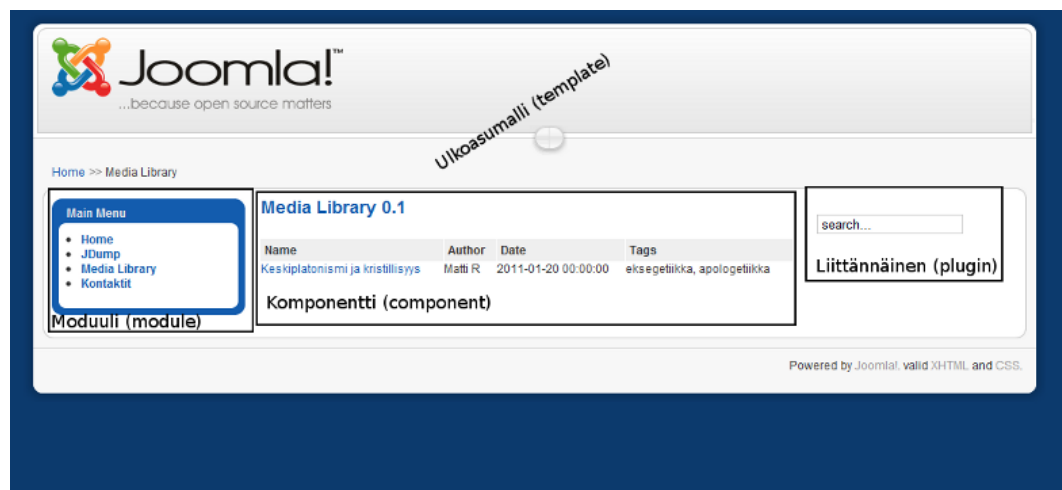 Joomla!™
...because open source matters
Ulkoasumalli (template)
Home >> Media Library
Main Menu
Home
JDump
Media Library
Kontaktit
Moduuli (module)
Media Library 0.1
Name Author Date Tags
Keskiplatonismi ja kristillisyys Matti R 2011-01-20 00:00:00 eksegetiikka, apologetiikka
Komponentti (component)
search...
Liittännäinen (plugin)
Powered by Joomla!. valid XHTML and CSS.